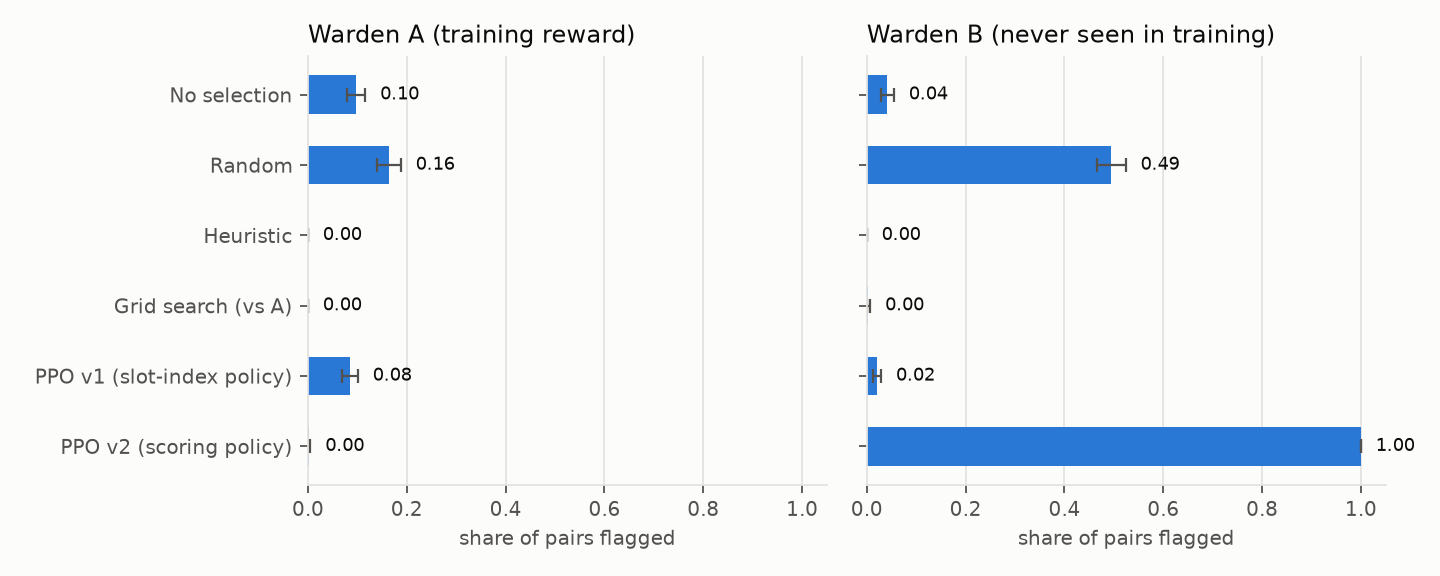 Warden A (training reward)
No selection
0.10
Random
0.16
Heuristic
0.00
Grid search (vs A)
0.00
PPO v1 (slot-index policy)
0.08
PPO v2 (scoring policy)
0.00
0.0 0.2 0.4 0.6 0.8 1.0
share of pairs flagged
Warden B (never seen in training)
0.04
0.49
0.00
0.00
0.02
1.00
0.0 0.2 0.4 0.6 0.8 1.0
share of pairs flagged